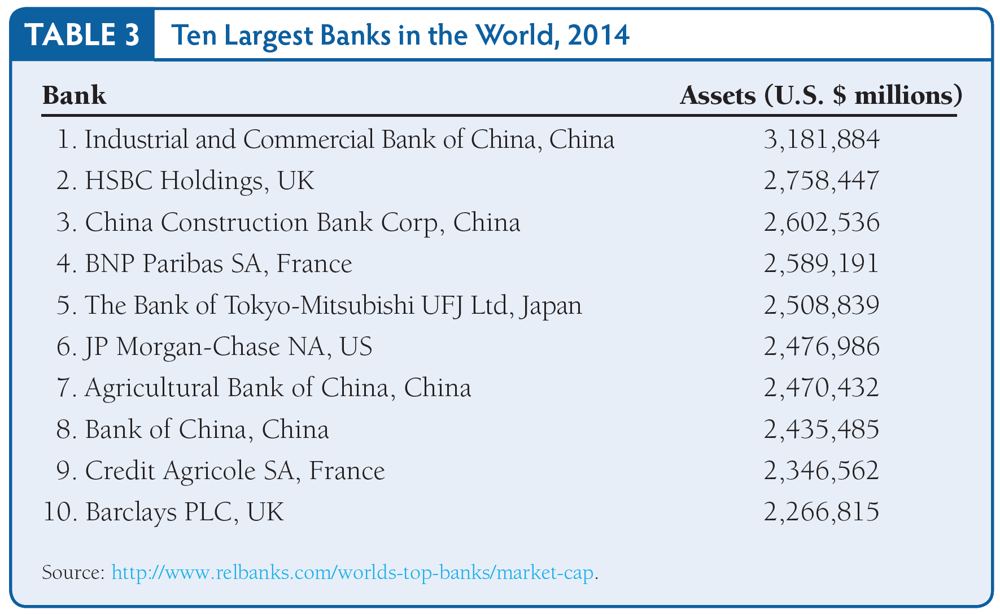 TABLE 3 Ten Largest Banks in the World, 2014
Bank Assets (U.S. $ millions)
1. Industrial and Commercial Bank of China, China 3,181,884
2. HSBC Holdings, UK 2,758,447
3. China Construction Bank Corp, China 2,602,536
4. BNP Paribas SA, France 2,589,191
5. The Bank of Tokyo-Mitsubishi UFJ Ltd, Japan 2,508,839
6. JP Morgan-Chase NA, US 2,476,986
7. Agricultural Bank of China, China 2,470,432
8. Bank of China, China 2,435,485
9. Credit Agricole SA, France 2,346,562
10. Barclays PLC, UK 2,266,815
Source: http://www.relbanks.com/worlds-top-banks/market-cap.